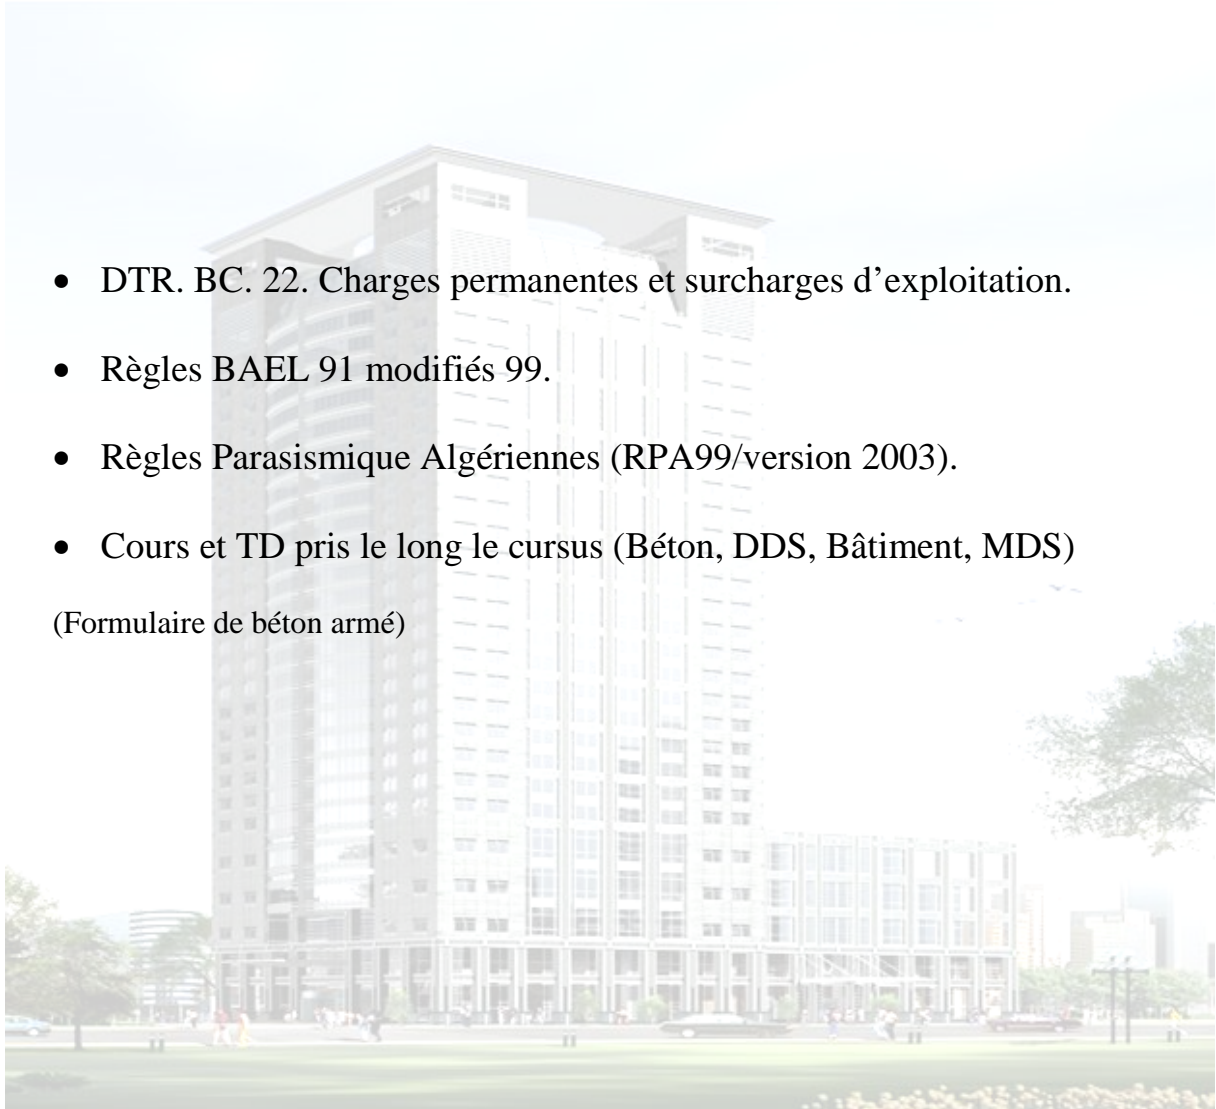 • DTR. BC. 22. Charges permanentes et surcharges d’exploitation.
• Règles BAEL 91 modifiés 99.
• Règles Parasismique Algériennes (RPA99/version 2003).
• Cours et TD pris le long le cursus (Béton, DDS, Bâtiment, MDS)
(Formulaire de béton armé)